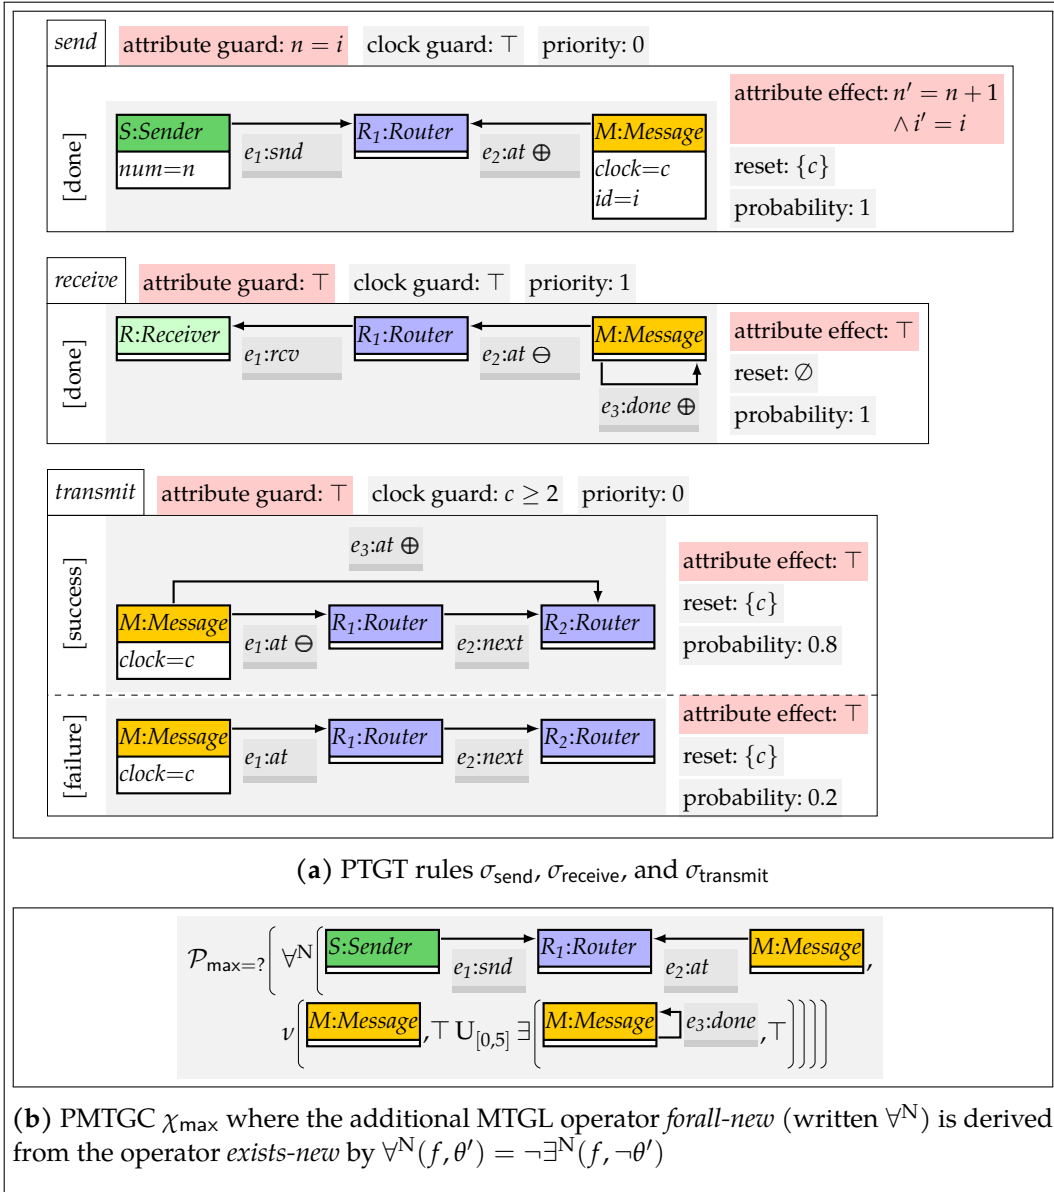 send attribute guard: n = i clock guard: ⊤ priority: 0
[done]
S:Sender
num=n
e1:snd
R1:Router
e2:at ⊕
M:Message
clock=c
id=i
attribute effect: n′ = n + 1
∧ i′ = i
reset: {c}
probability: 1
receive attribute guard: ⊤ clock guard: ⊤ priority: 1
[done]
R:Receiver
e1:rcv
R1:Router
e2:at ⊖
M:Message
e3:done ⊕
attribute effect: ⊤
reset: ∅
probability: 1
transmit attribute guard: ⊤ clock guard: c ≥ 2 priority: 0
[success]
e3:at ⊕
M:Message
clock=c
e1:at ⊖
R1:Router
e2:next
R2:Router
attribute effect: ⊤
reset: {c}
probability: 0.8
[failure]
M:Message
clock=c
e1:at
R1:Router
e2:next
R2:Router
attribute effect: ⊤
reset: {c}
probability: 0.2
(a) PTGT rules σsend, σreceive, and σtransmit
𝒫max=? ( ∀N ( S:Sender e1:snd R1:Router e2:at M:Message ,
ν ( M:Message , ⊤ U[0,5] ∃ ( M:Message e3:done , ⊤ ) ) ) )
(b) PMTGC χmax where the additional MTGL operator forall-new (written ∀N) is derived
from the operator exists-new by ∀N(f, θ′) = ¬∃N(f, ¬θ′)